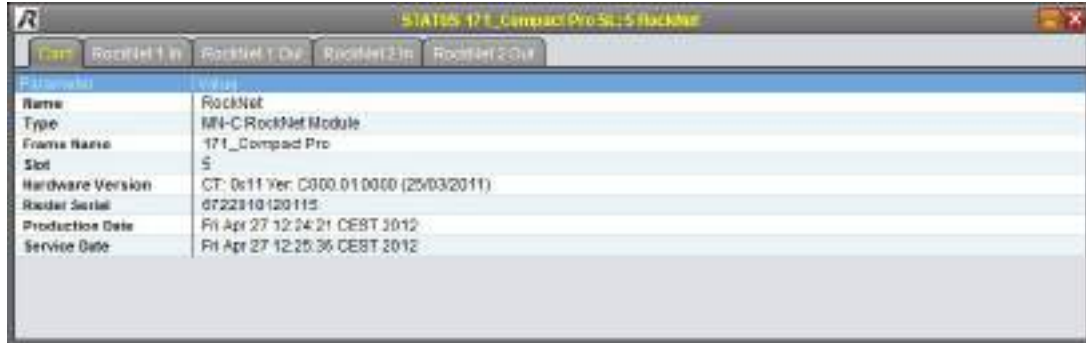 R
STATUS 171_Compact Pro SL: 5 RockNet
Card RockNet 1 In RockNet 1 Out RockNet 2 In RockNet 2 Out
Parameter Value
Name RockNet
Type MN-C RockNet Module
Frame Name 171_Compact Pro
Slot 5
Hardware Version CT: 0x11 Ver: C000.01.0000 (25/03/2011)
Riedel Serial
Production Date Fri Apr 27 12:24:21 CEST 2012
Service Date Fri Apr 27 12:25:36 CEST 2012